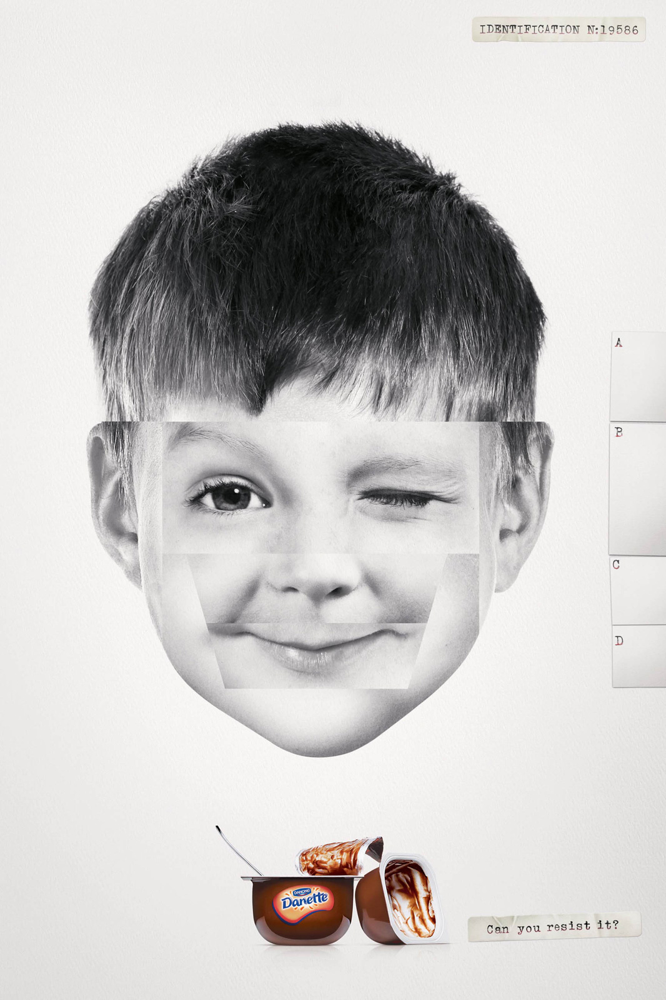 IDENTIFICATION N:19586
A
B
C
D
DANONE
Danette
Can you resist it?